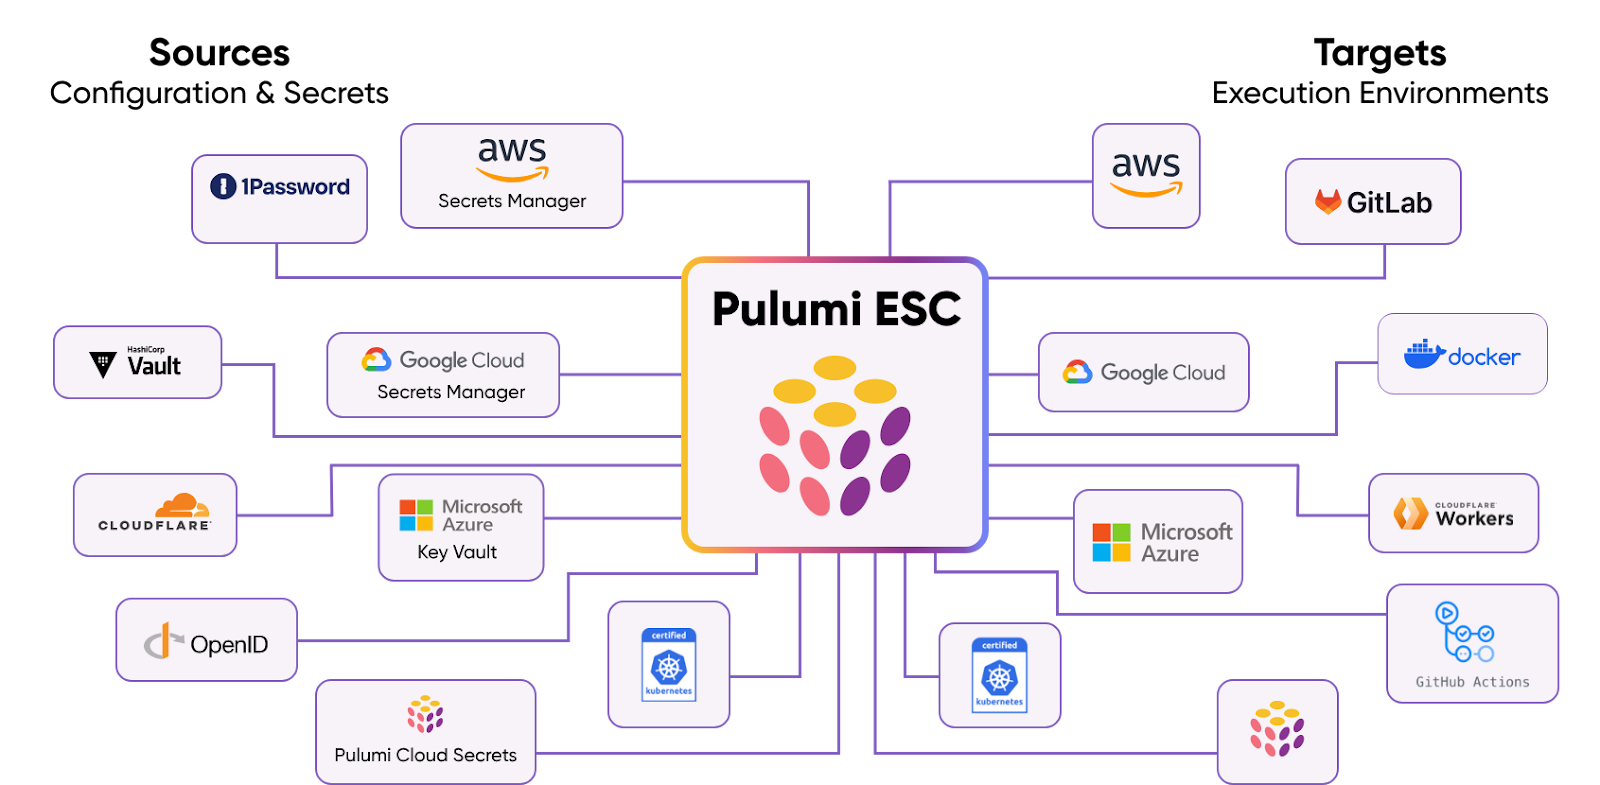 Sources
Configuration & Secrets
Targets
Execution Environments
1Password
aws
Secrets Manager
aws
GitLab
Pulumi ESC
HashiCorp
Vault
Google Cloud
Secrets Manager
Google Cloud
docker
CLOUDFLARE
Microsoft
Azure
Key Vault
Microsoft
Azure
CLOUDFLARE
Workers
OpenID
certified
kubernetes
certified
kubernetes
GitHub Actions
Pulumi Cloud Secrets